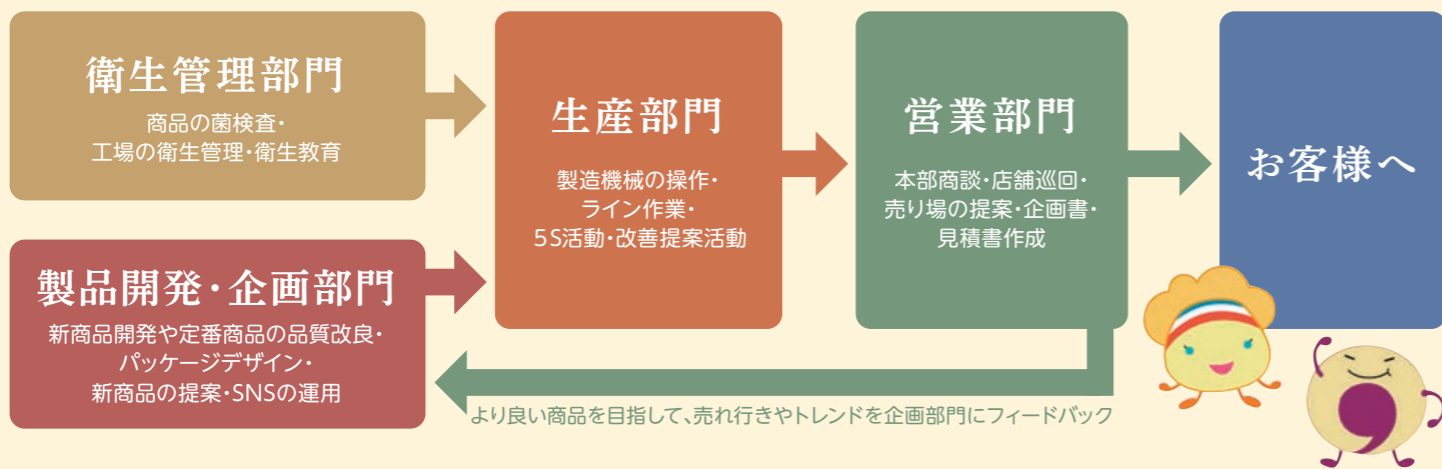 衛生管理部門
商品の菌検査・
工場の衛生管理・衛生教育
製品開発・企画部門
新商品開発や定番商品の品質改良・
パッケージデザイン・
新商品の提案・SNSの運用
生産部門
製造機械の操作・
ライン作業・
5S活動・改善提案活動
営業部門
本部商談・店舗巡回・
売り場の提案・企画書・
見積書作成
お客様へ
より良い商品を目指して、売れ行きやトレンドを企画部門にフィードバック